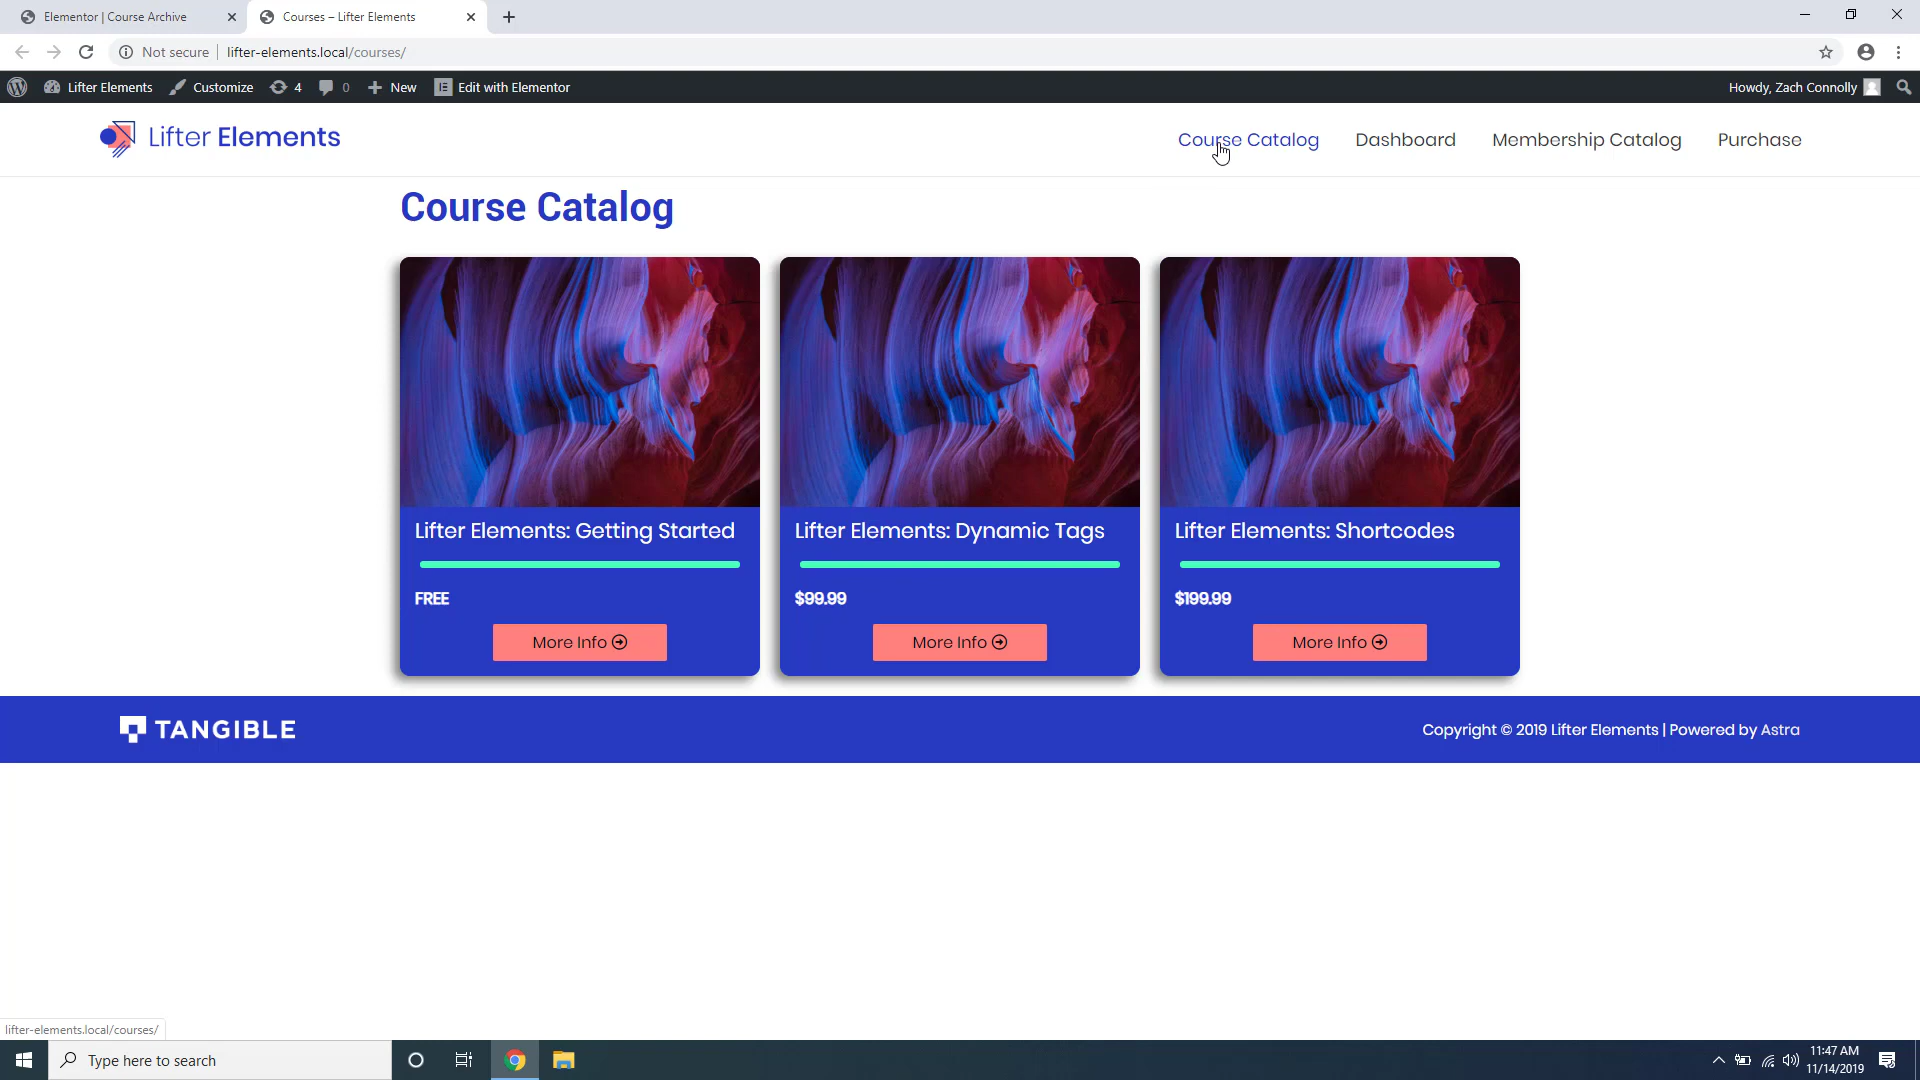 Elementor | Course Archive
Courses – Lifter Elements
Not secure
lifter-elements.local/courses/
Lifter Elements
Customize
4
0
New
Edit with Elementor
Howdy, Zach Connolly
Lifter Elements
Course Catalog
Dashboard
Membership Catalog
Purchase
Course Catalog
Lifter Elements: Getting Started
FREE
More Info
Lifter Elements: Dynamic Tags
$99.99
More Info
Lifter Elements: Shortcodes
$199.99
More Info
TANGIBLE
Copyright © 2019 Lifter Elements | Powered by Astra
lifter-elements.local/courses/
Type here to search
11:47 AM
11/14/2019